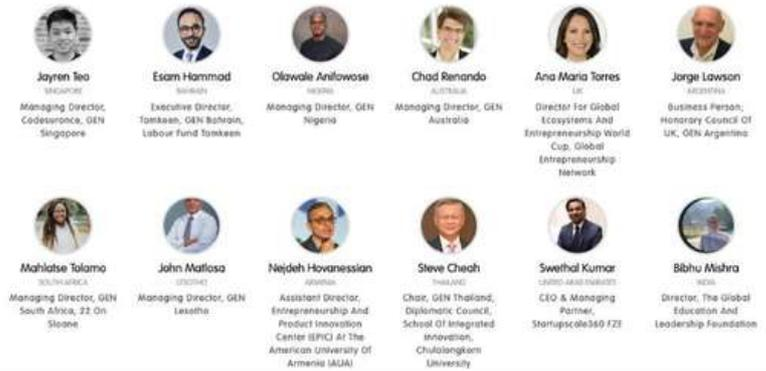 Jayren Teo
SINGAPORE
Managing Director,
Codesurance, GEN
Singapore
Esam Hammad
BAHRAIN
Executive Director,
Tamkeen, GEN Bahrain,
Labour Fund Tamkeen
Olawale Anifowose
NIGERIA
Managing Director, GEN
Nigeria
Chad Renando
AUSTRALIA
Managing Director, GEN
Australia
Ana Maria Torres
UK
Director For Global
Ecosystems And
Entrepreneurship World
Cup, Global
Entrepreneurship
Network
Jorge Lawson
ARGENTINA
Business Person;
Honorary Council Of
UK, GEN Argentina
Mahlatse Tolamo
SOUTH AFRICA
Managing Director, GEN
South Africa, 22 On
Sloane
John Matlosa
LESOTHO
Managing Director, GEN
Lesotho
Nejdeh Hovanessian
ARMENIA
Assistant Director,
Entrepreneurship And
Product Innovation
Center (EPIC) At The
American University Of
Armenia (AUA)
Steve Cheah
THAILAND
Chair, GEN Thailand,
Diplomatic Council,
School Of Integrated
Innovation,
Chulalongkorn
University
Swethal Kumar
UNITED ARAB EMIRATES
CEO & Managing
Partner,
Startupscale360 FZE
Bibhu Mishra
INDIA
Director, The Global
Education And
Leadership Foundation